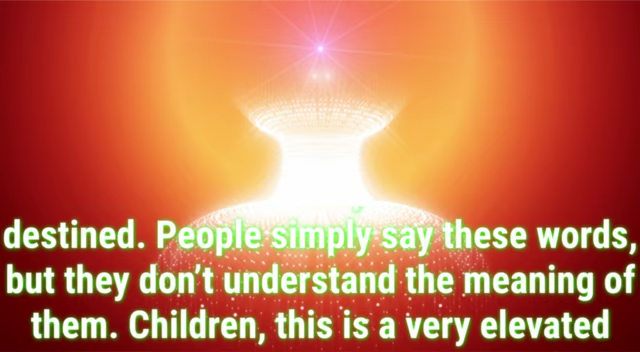 destined. People simply say these words,
but they don’t understand the meaning of
them. Children, this is a very elevated